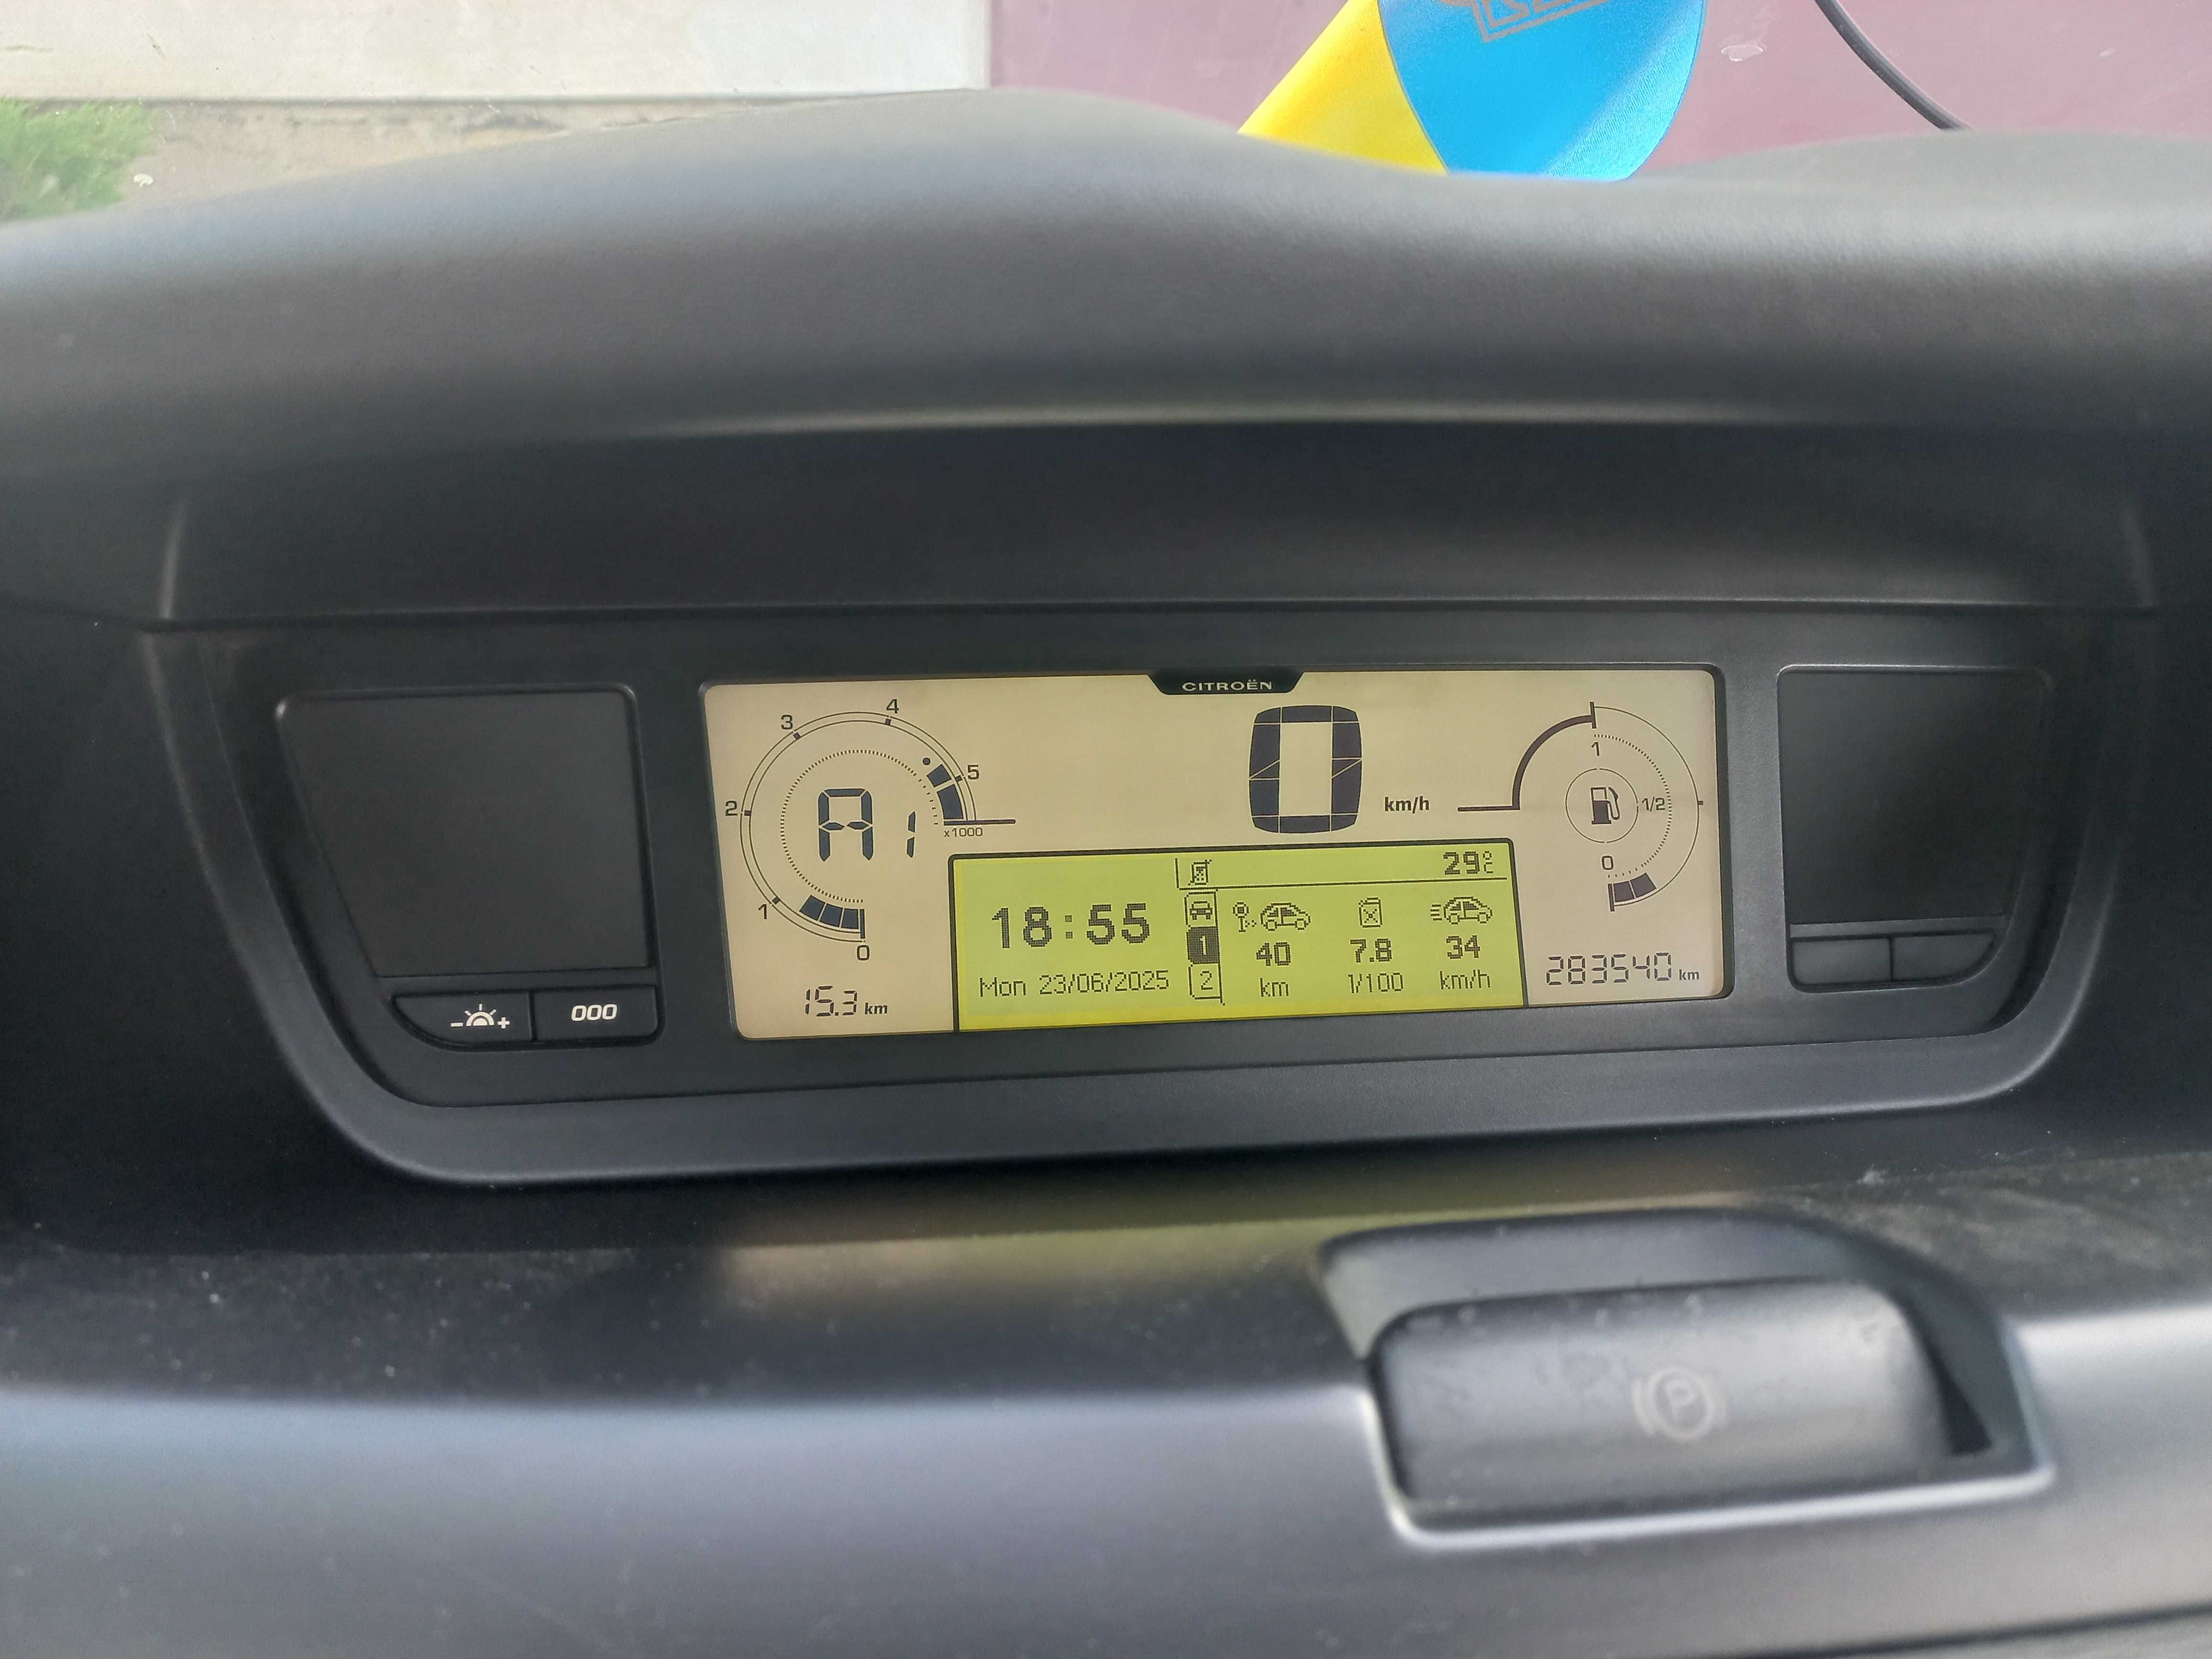 CITROËN
4
3
5
2
x1000
1
0
A1
0 km/h
1
1/2
0
29°C
18:55
1
2
40
7.8
34
km
l/100
km/h
Mon 23/06/2025
15.3 km
283540 km
000
P